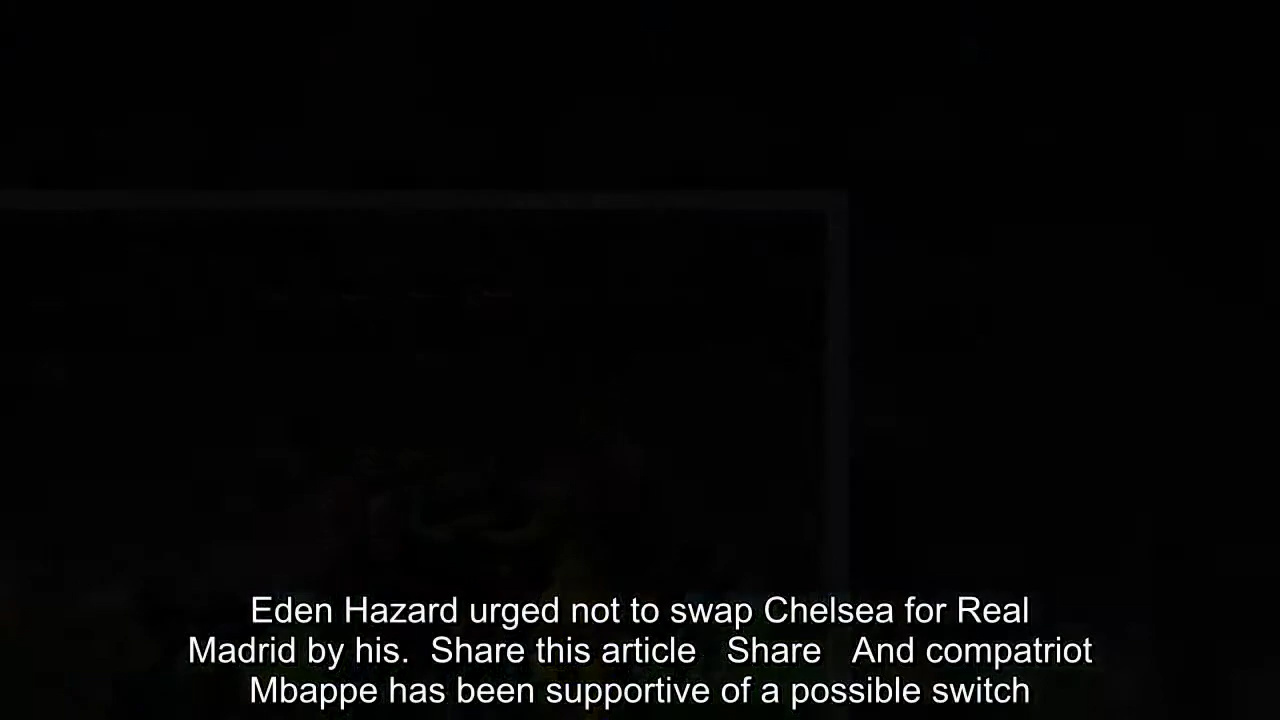 Eden Hazard urged not to swap Chelsea for Real
Madrid by his.  Share this article   Share   And compatriot
Mbappe has been supportive of a possible switch